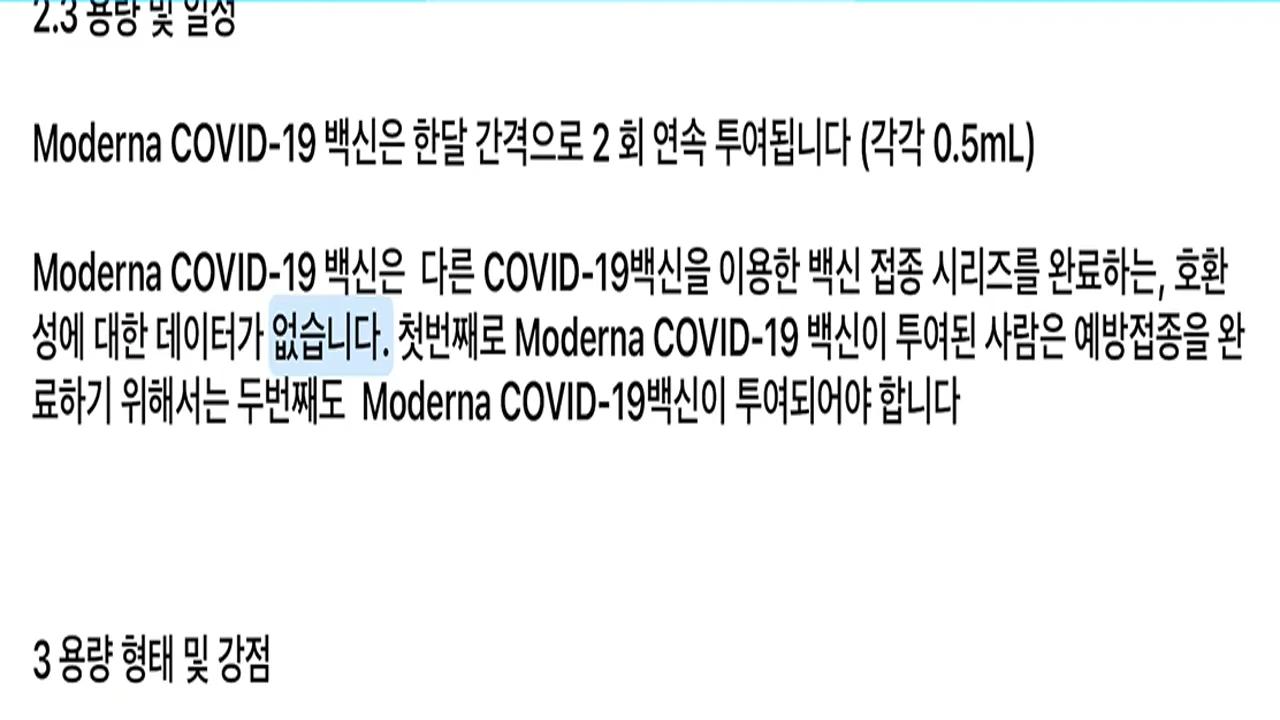 2.3 용량 및 일정
Moderna COVID-19 백신은 한달 간격으로 2 회 연속 투여됩니다 (각각 0.5mL)
Moderna COVID-19 백신은 다른 COVID-19백신을 이용한 백신 접종 시리즈를 완료하는, 호환
성에 대한 데이터가 없습니다. 첫번째로 Moderna COVID-19 백신이 투여된 사람은 예방접종을 완
료하기 위해서는 두번째도 Moderna COVID-19백신이 투여되어야 합니다
3 용량 형태 및 강점